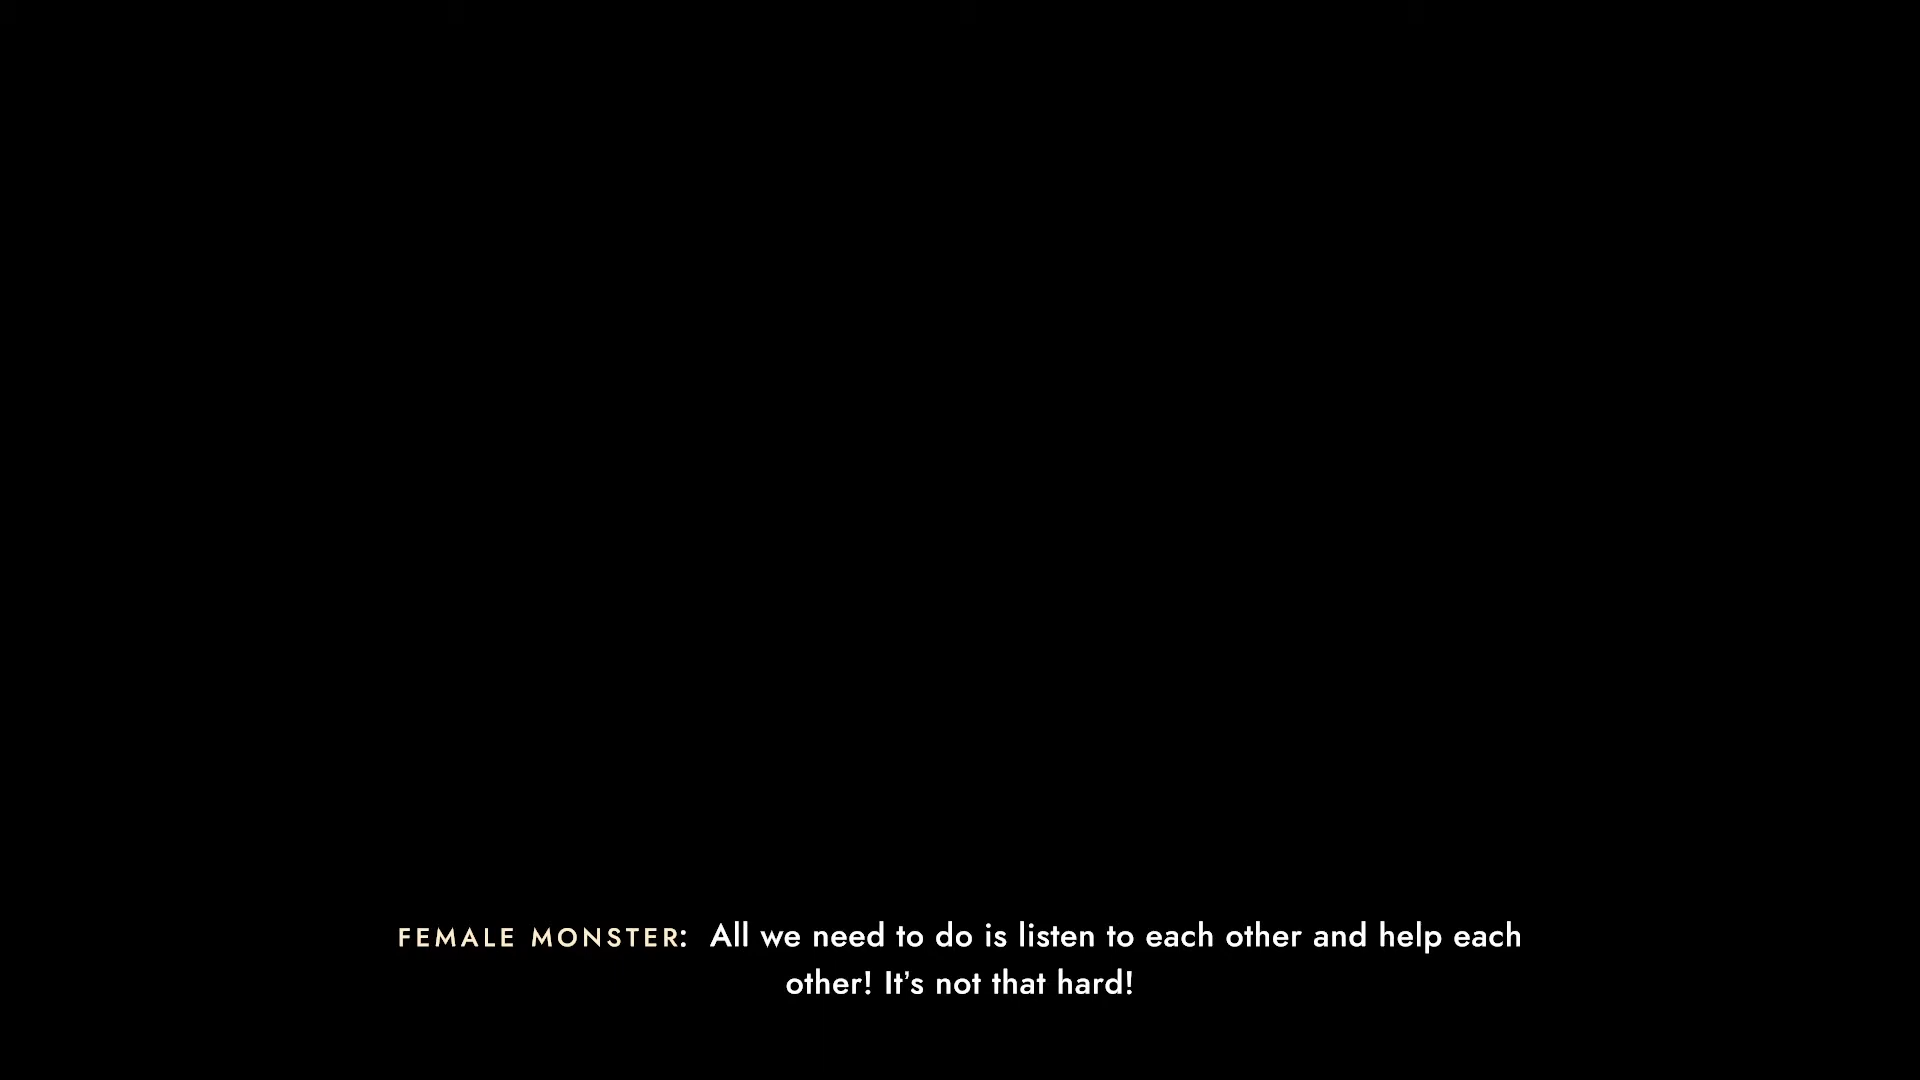 FEMALE MONSTER: All we need to do is listen to each other and help each
other! It’s not that hard!